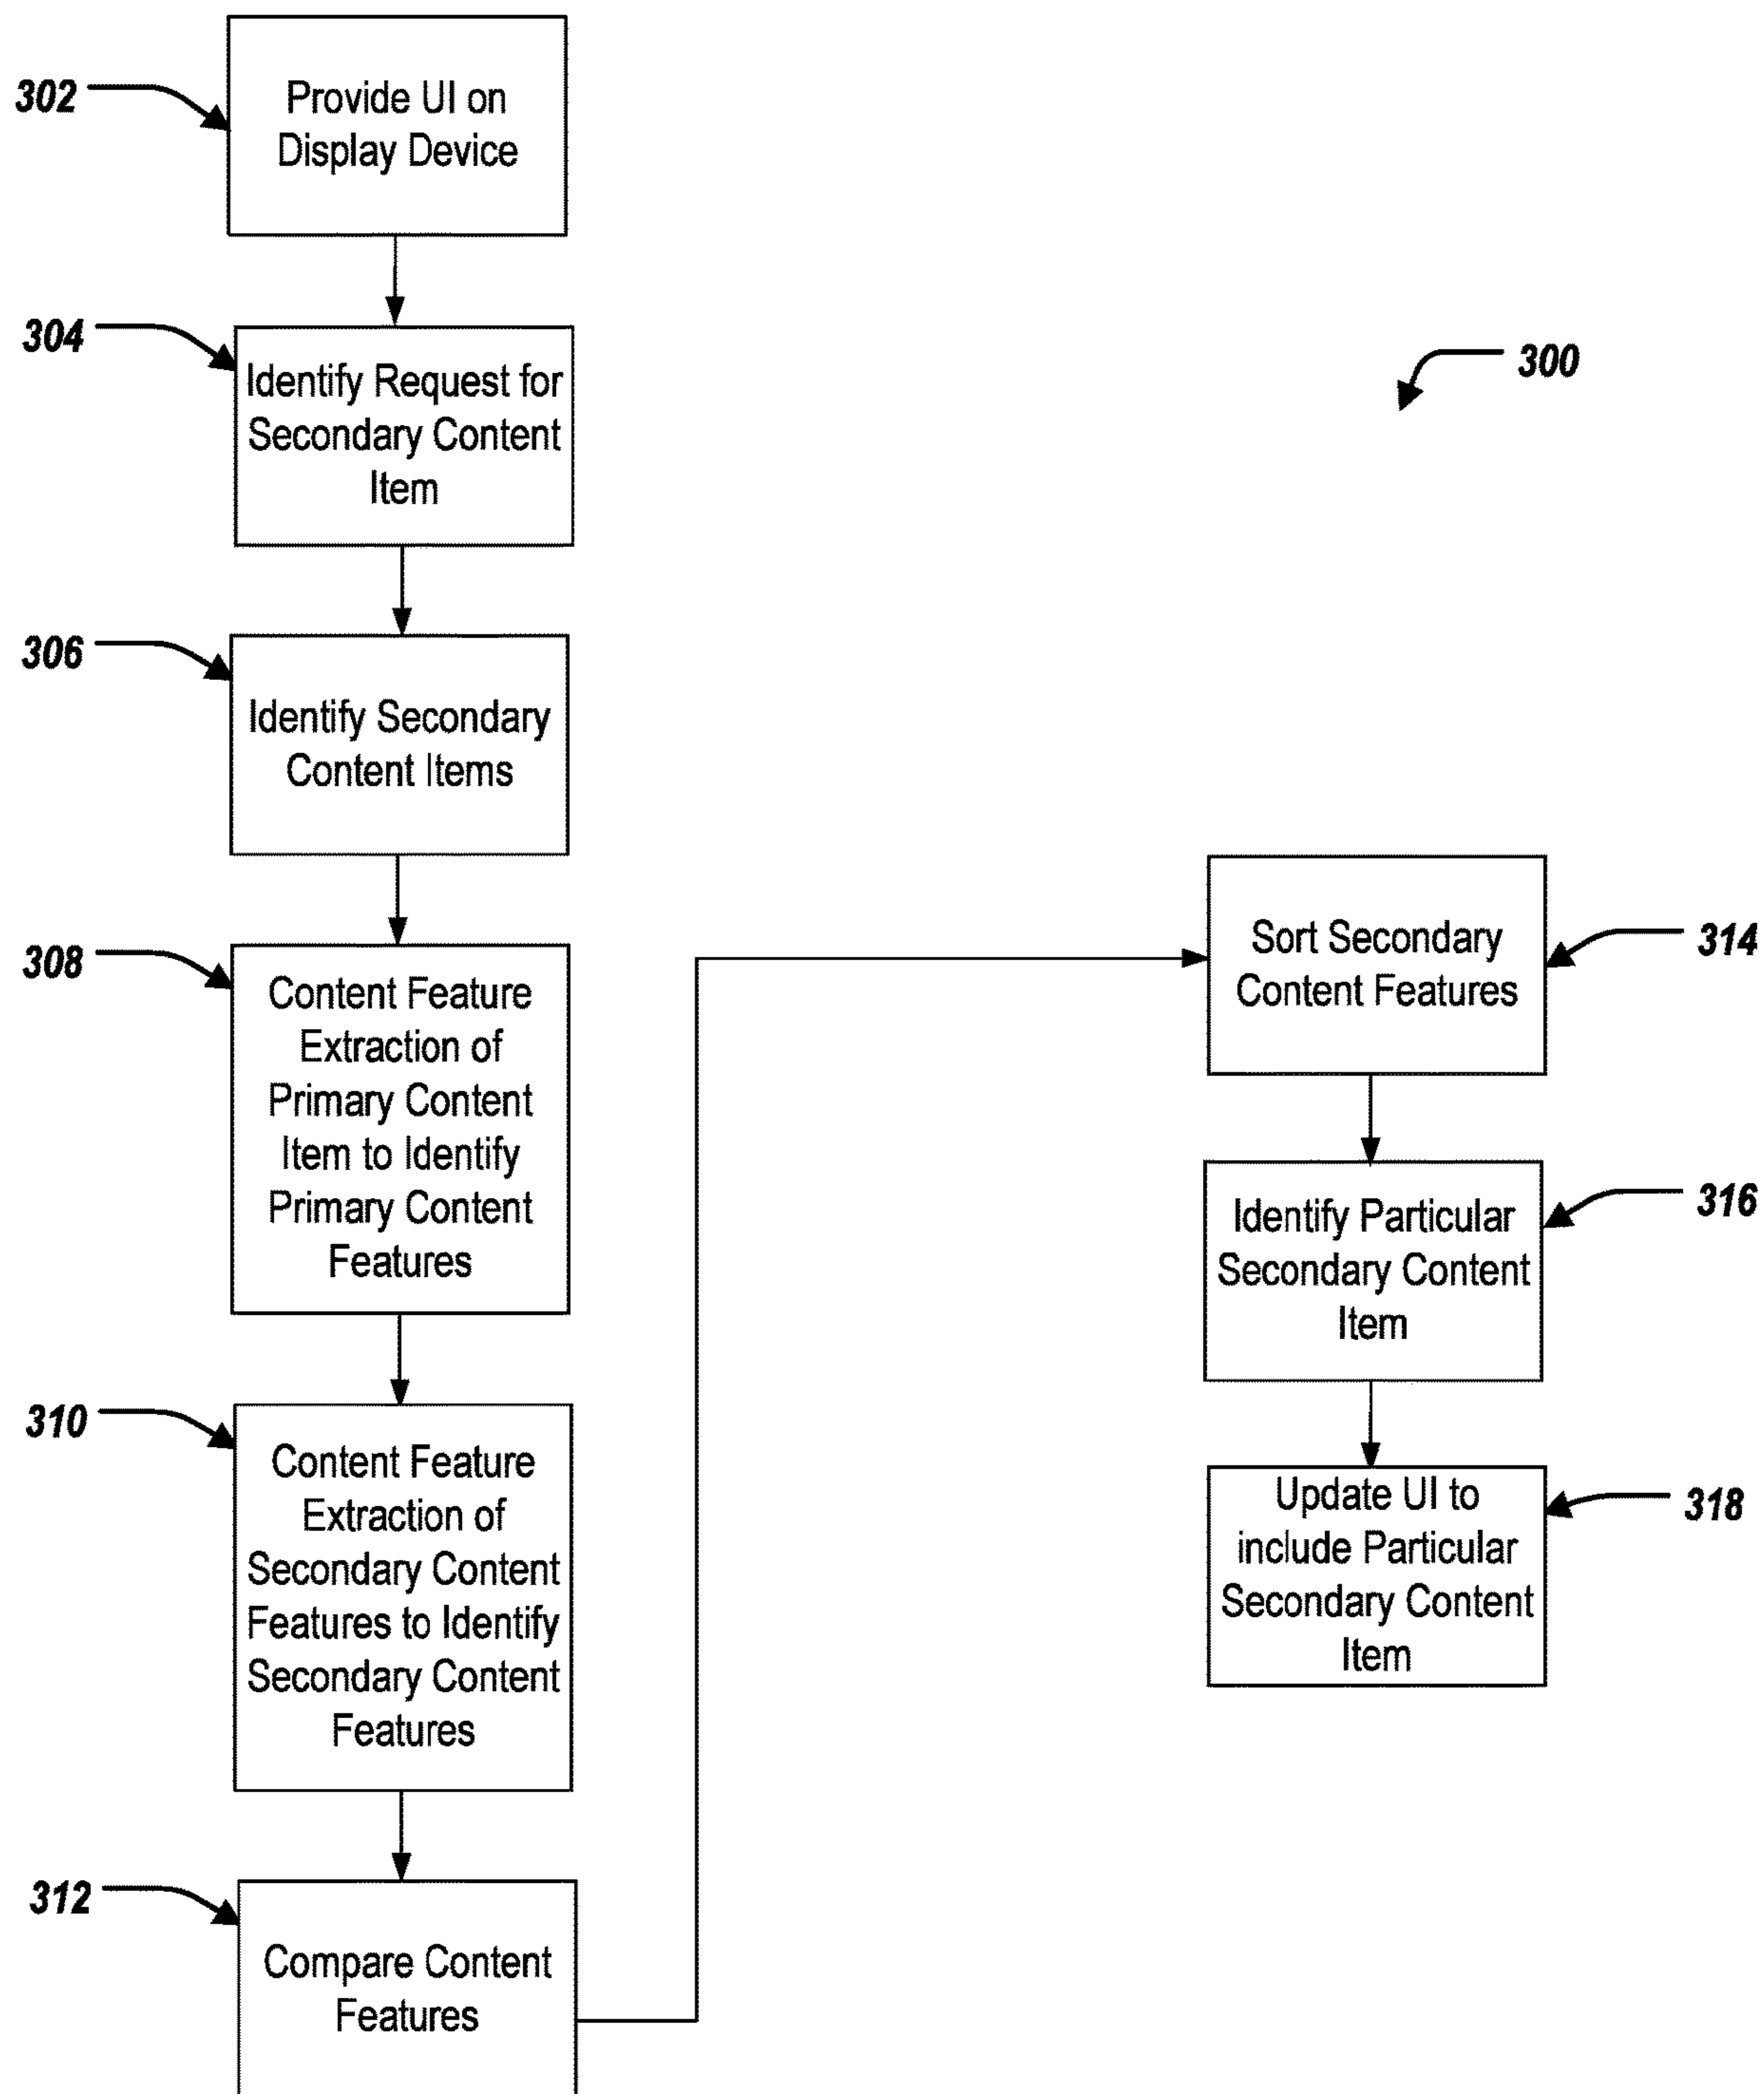 302
Provide UI on
Display Device
304
Identify Request for
Secondary Content
Item
300
306
Identify Secondary
Content Items
308
Content Feature
Extraction of
Primary Content
Item to Identify
Primary Content
Features
310
Content Feature
Extraction of
Secondary Content
Features to Identify
Secondary Content
Features
312
Compare Content
Features
314
Sort Secondary
Content Features
316
Identify Particular
Secondary Content
Item
318
Update UI to
include Particular
Secondary Content
Item